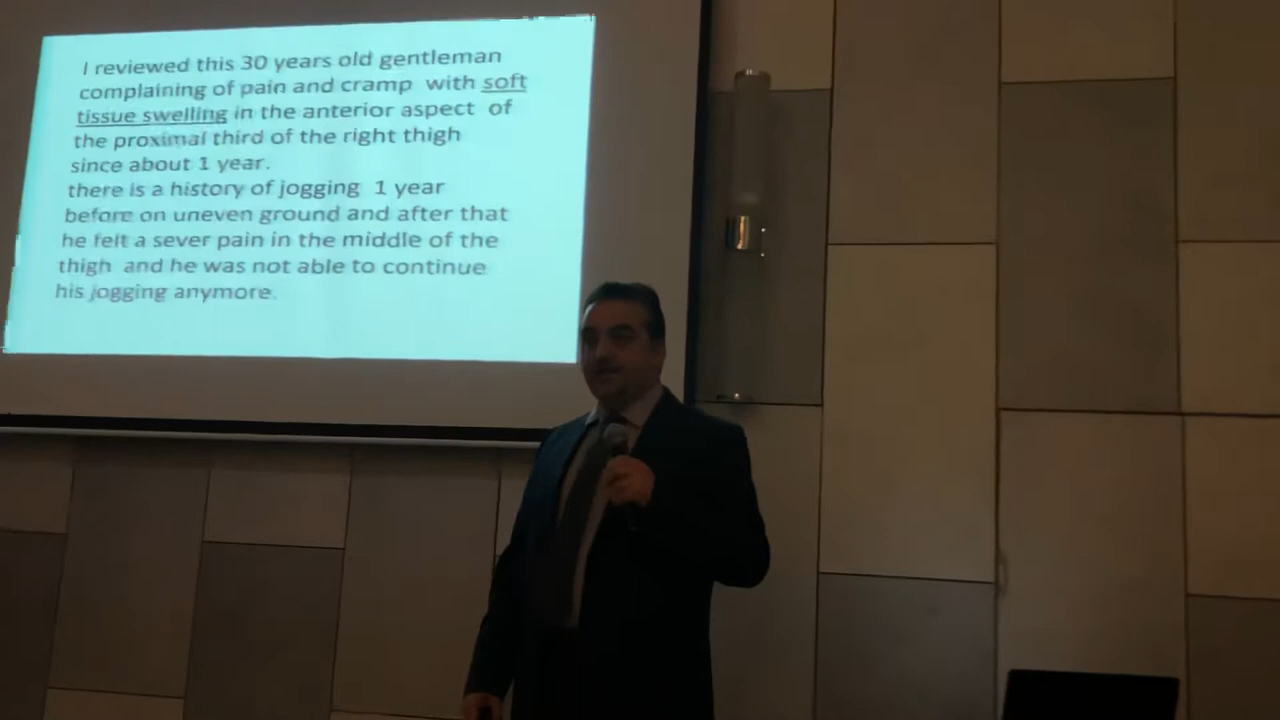 I reviewed this 30 years old gentleman
complaining of pain and cramp with soft
tissue swelling in the anterior aspect of
the proximal third of the right thigh
since about 1 year.
there is a history of jogging 1 year
before on uneven ground and after that
he felt a sever pain in the middle of the
thigh and he was not able to continue
his jogging anymore.